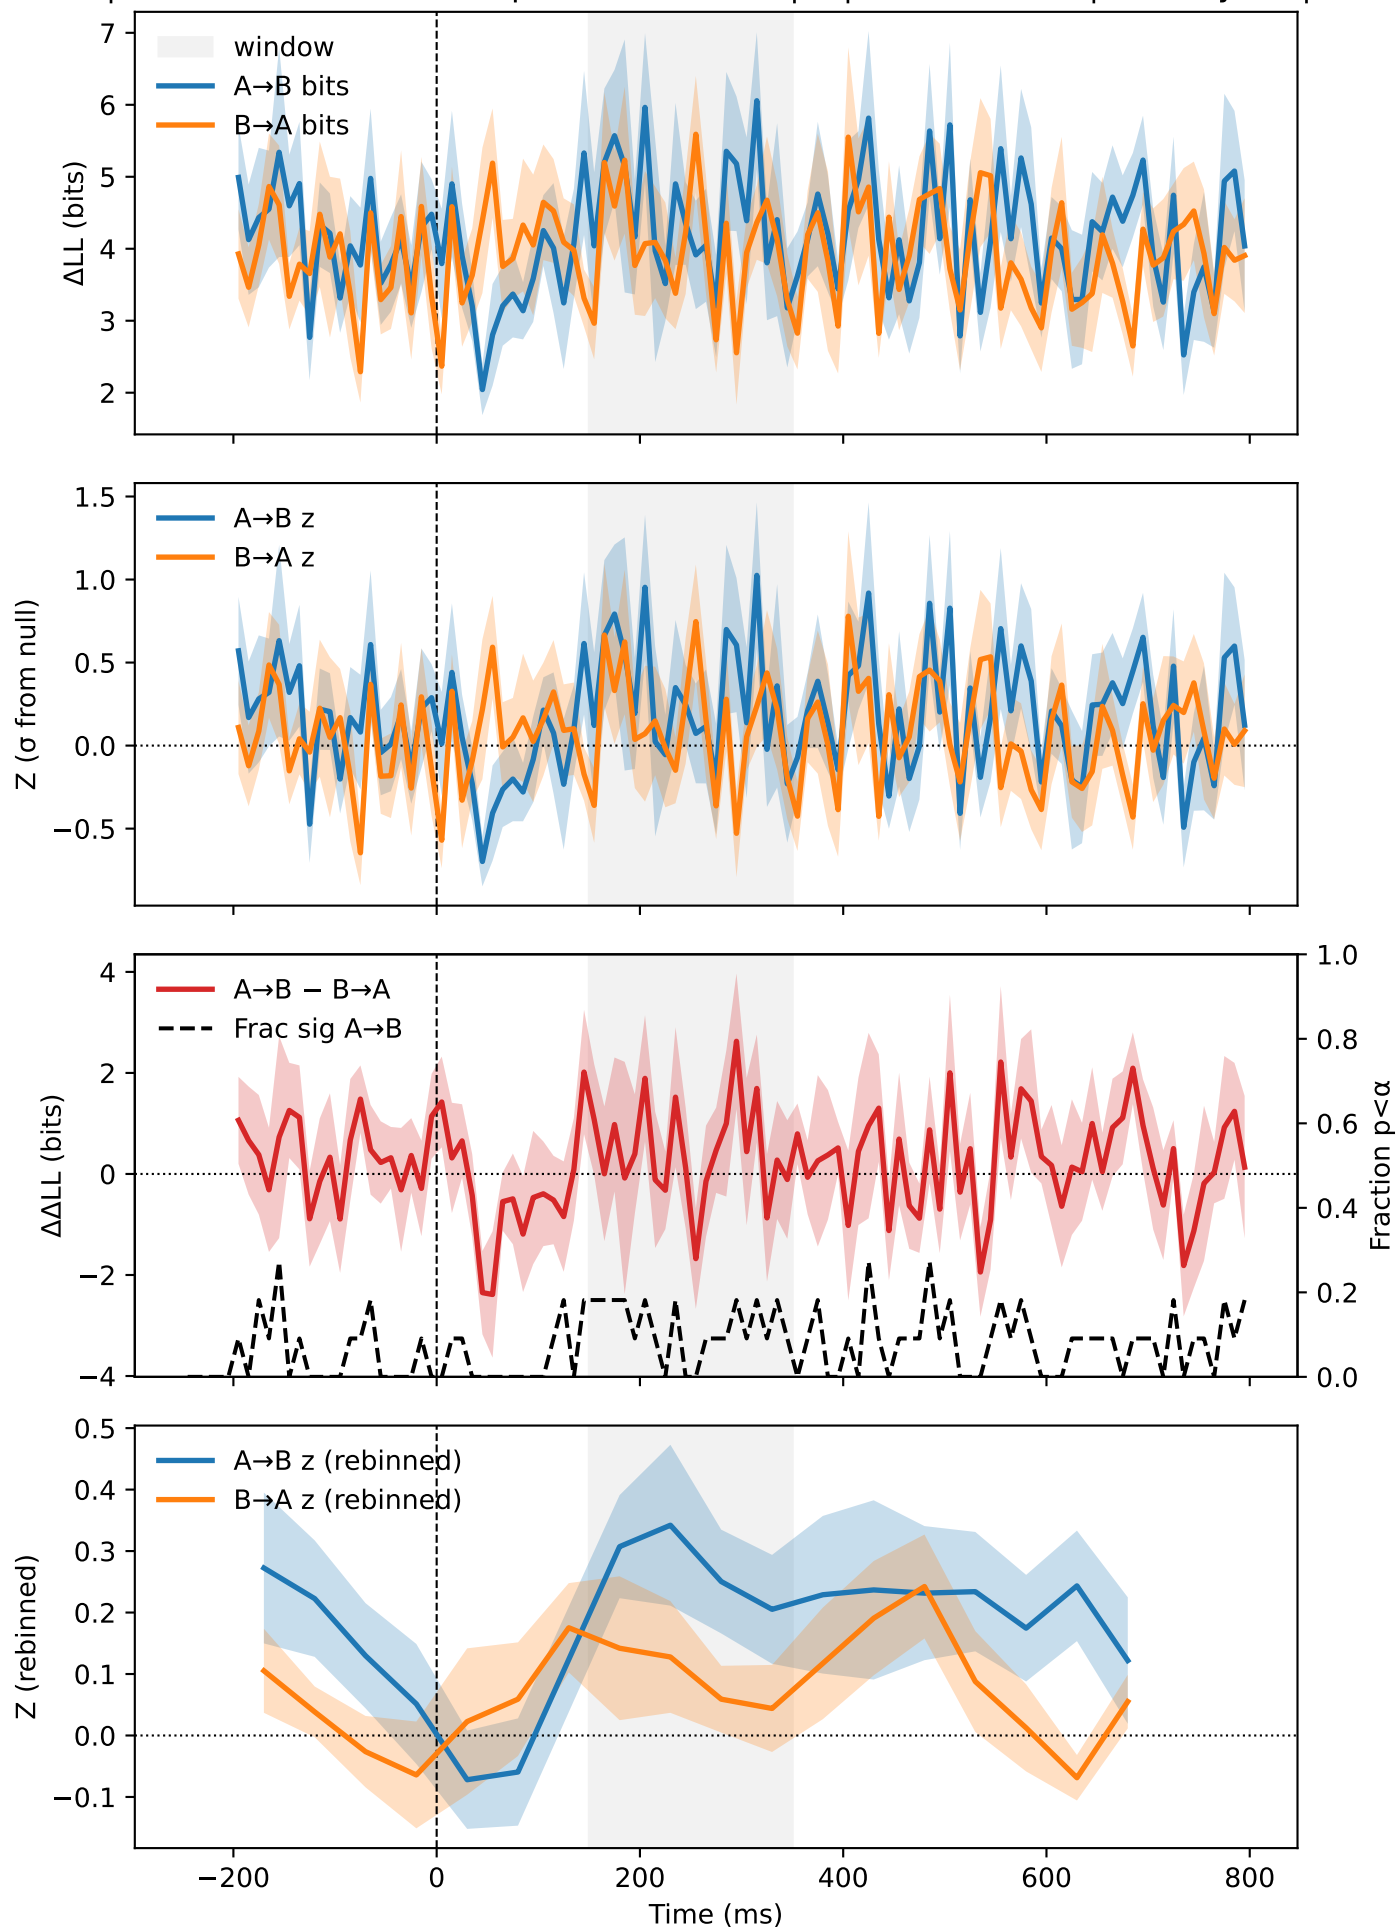 7
6
5
4
3
2
ΔLL (bits)
window
A→B bits
B→A bits
1.5
1.0
0.5
0.0
−0.5
Z (σ from null)
A→B z
B→A z
4
2
0
−2
−4
ΔΔLL (bits)
A→B − B→A
Frac sig A→B
1.0
0.8
0.6
0.4
0.2
0.0
Fraction p<α
0.5
0.4
0.3
0.2
0.1
0.0
−0.1
Z (rebinned)
A→B z (rebinned)
B→A z (rebinned)
−200 0 200 400 600 800
Time (ms)